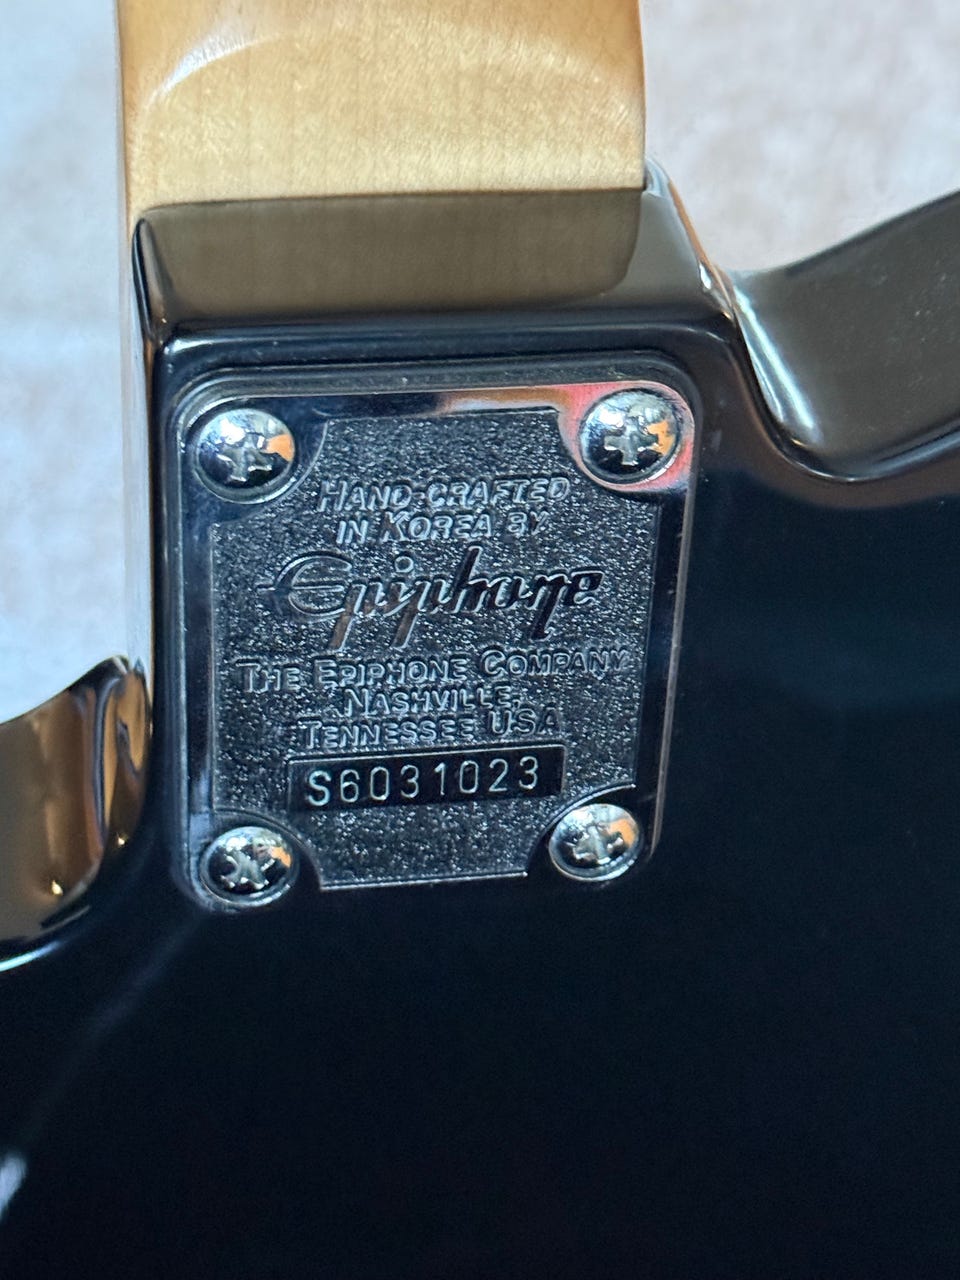 HAND-CRAFTED
IN KOREA BY
Epiphone
THE EPIPHONE COMPANY
NASHVILLE,
TENNESSEE USA
S6031023